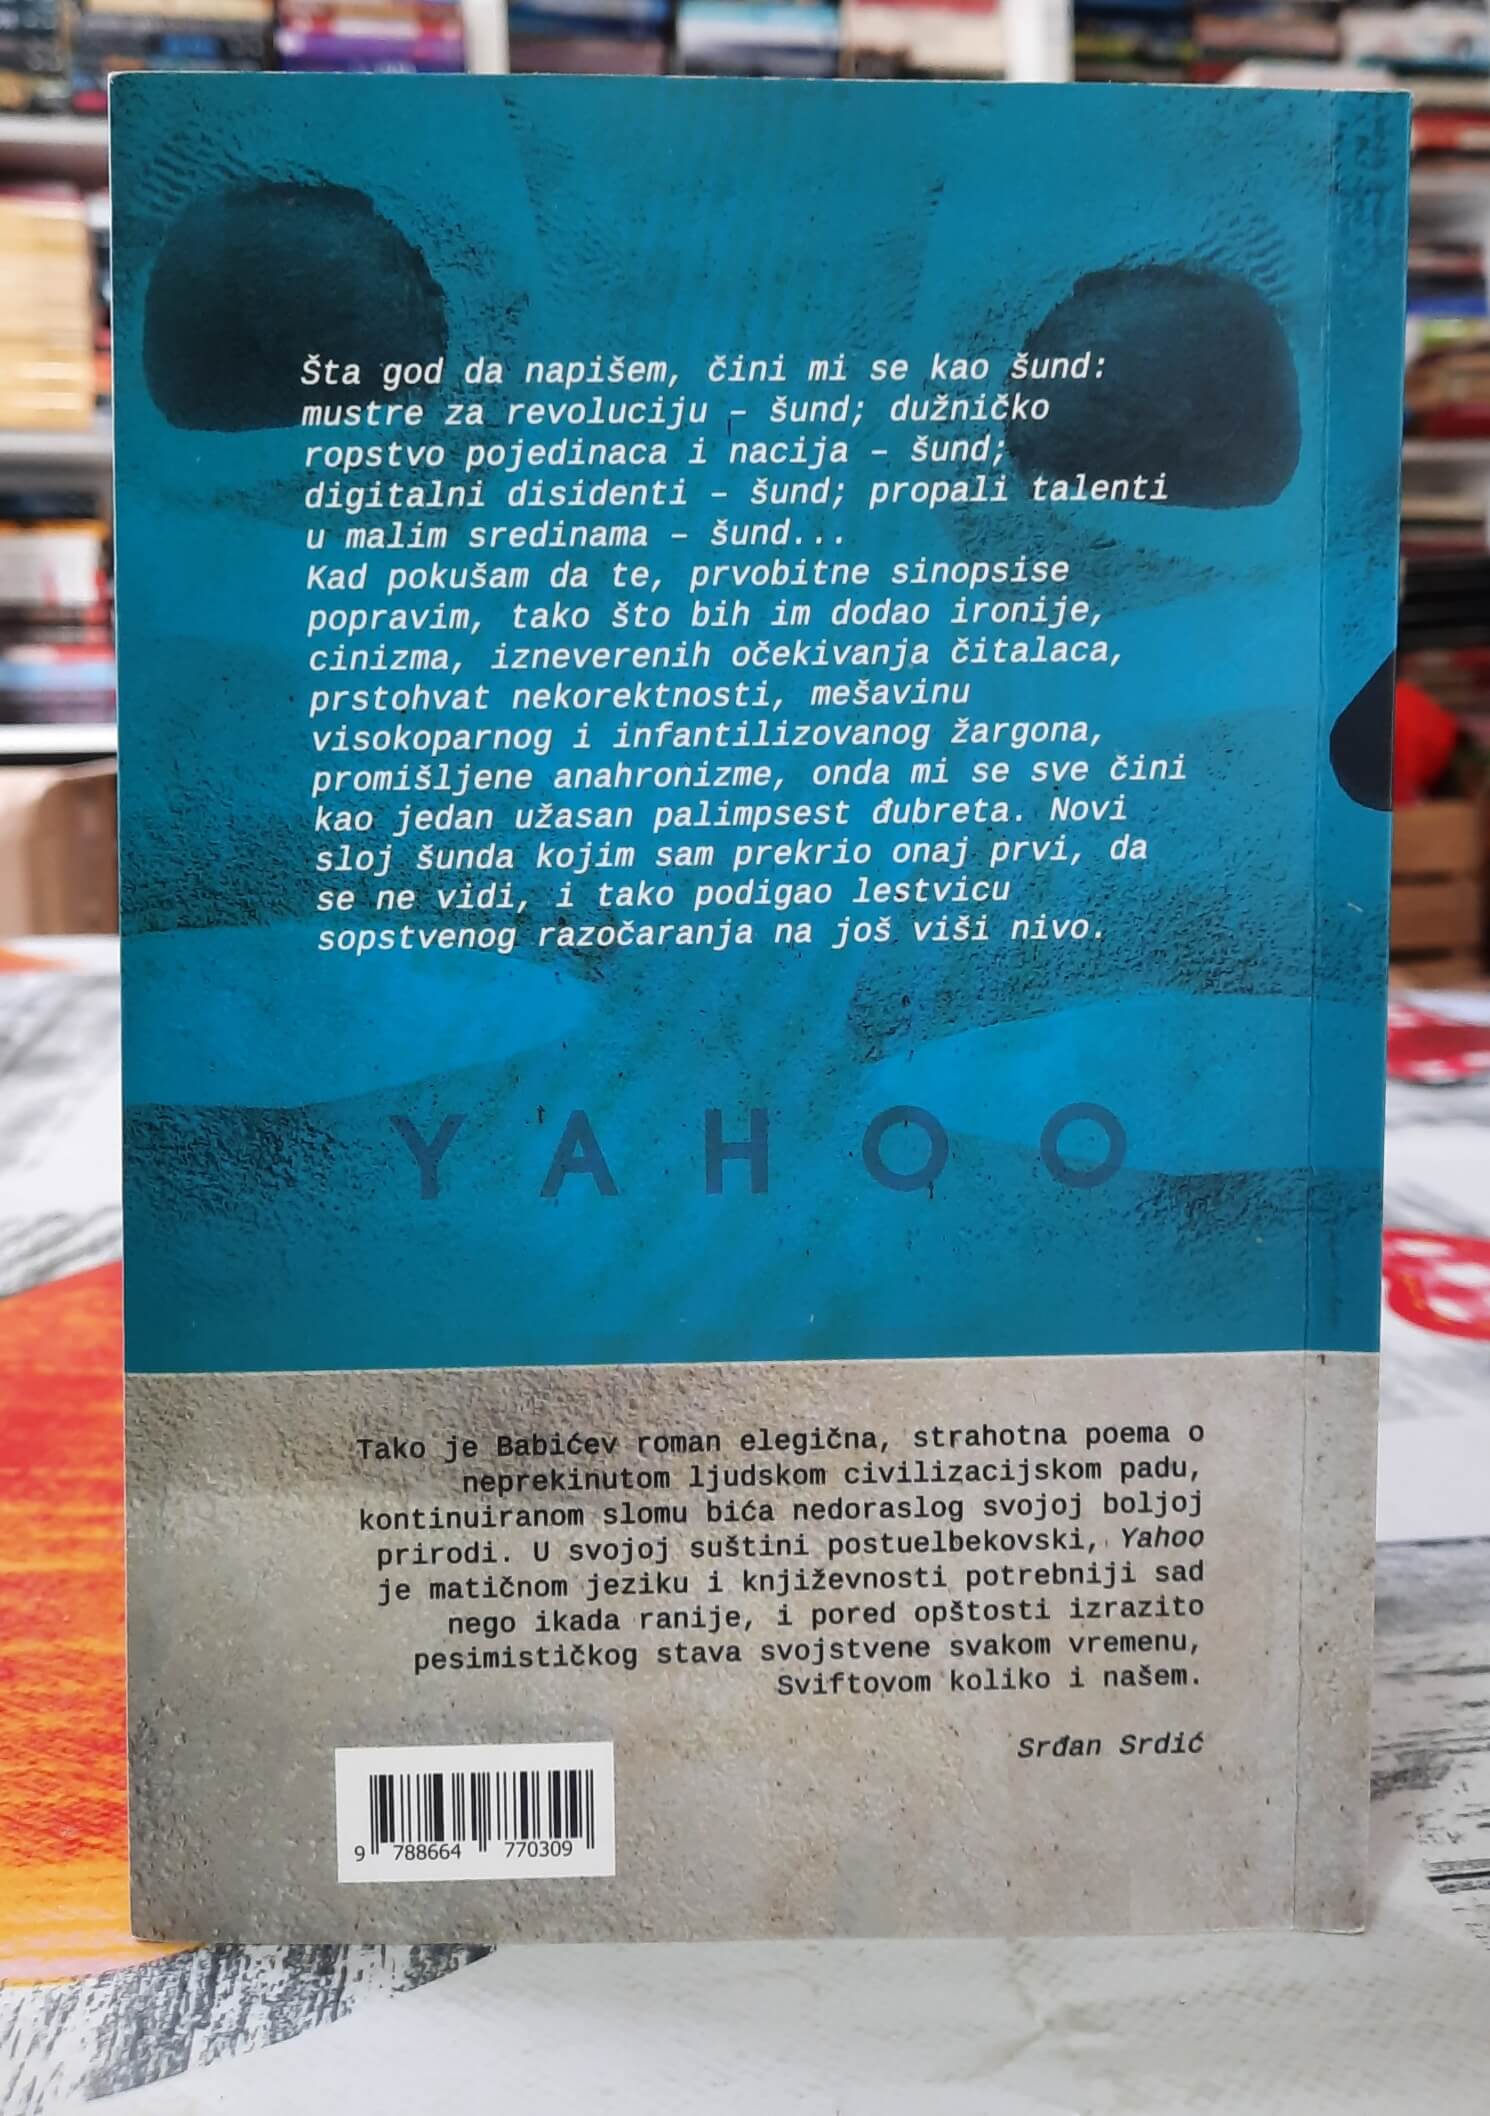 Šta god da napišem, čini mi se kao šund:
mustre za revoluciju – šund; dužničko
ropstvo pojedinaca i nacija – šund;
digitalni disidenti – šund; propali talenti
u malim sredinama – šund...
Kad pokušam da te, prvobitne sinopsise
popravim, tako što bih im dodao ironije,
cinizma, izneverenih očekivanja čitalaca,
prstohvat nekorektnosti, mešavinu
visokoparnog i infantilizovanog žargona,
promišljene anahronizme, onda mi se sve čini
kao jedan užasan palimpsest đubreta. Novi
sloj šunda kojim sam prekrio onaj prvi, da
se ne vidi, i tako podigao lestvicu
sopstvenog razočaranja na još viši nivo.
YAHOO
Tako je Babićev roman elegična, strahotna poema o
neprekinutom ljudskom civilizacijskom padu,
kontinuiranom slomu bića nedoraslog svojoj boljoj
prirodi. U svojoj suštini postuelbekovski, Yahoo
je matičnom jeziku i književnosti potrebniji sad
nego ikada ranije, i pored opštosti izrazito
pesimističkog stava svojstvene svakom vremenu,
Sviftovom koliko i našem.
Srđan Srdić
9 788664 770309